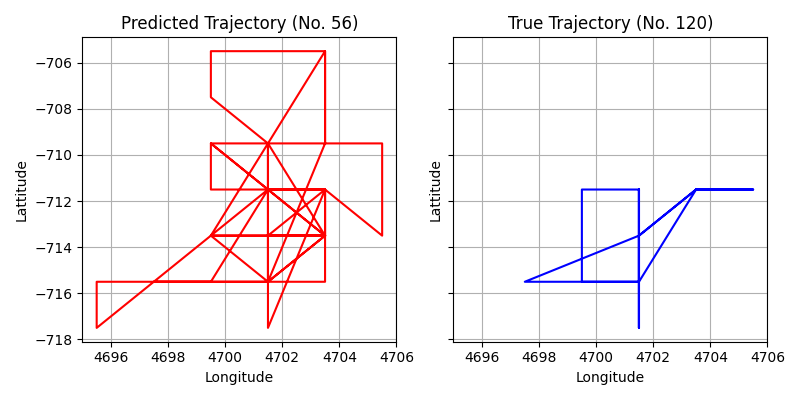 Predicted Trajectory (No. 56)
−706
−708
−710
−712
−714
−716
−718
Lattitude
4696 4698 4700 4702 4704 4706
Longitude
True Trajectory (No. 120)
Lattitude
4696 4698 4700 4702 4704 4706
Longitude